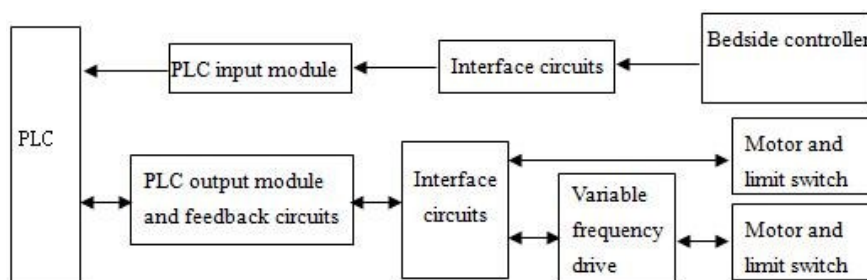 Bedside controller
PLC input module
Interface circuits
PLC
PLC output module
and feedback circuits
Interface
circuits
Motor and
limit switch
Variable
frequency
drive
Motor and
limit switch